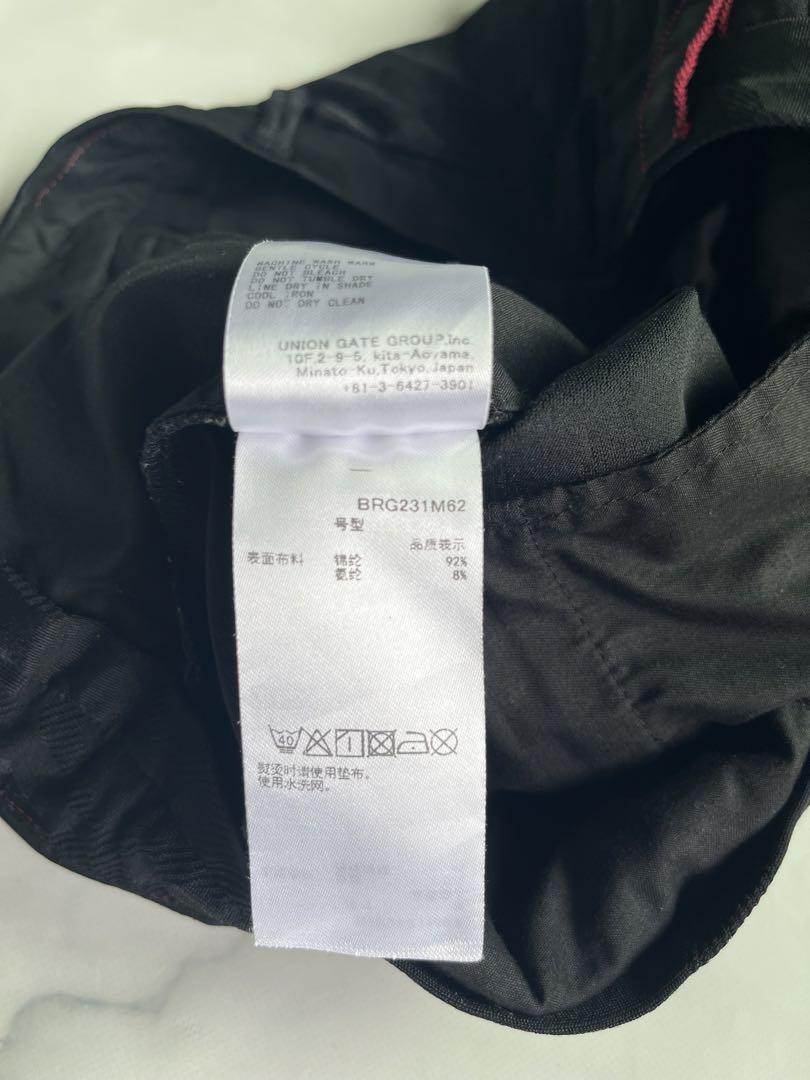 MACHINE WASH WARM
GENTLE CYCLE
DO NOT BLEACH
DO NOT TUMBLE DRY
LINE DRY IN SHADE
COOL IRON
DO NOT DRY CLEAN
UNION GATE GROUP.Inc.
10F,2-9-5, kita-Aoyama,
Minato-Ku,Tokyo,Japan
+81-3-6427-3901
BRG231M62
号型
品质表示
表面布料 锦纶 92%
氨纶 8%
40
熨烫时请使用垫布。
使用水洗网。